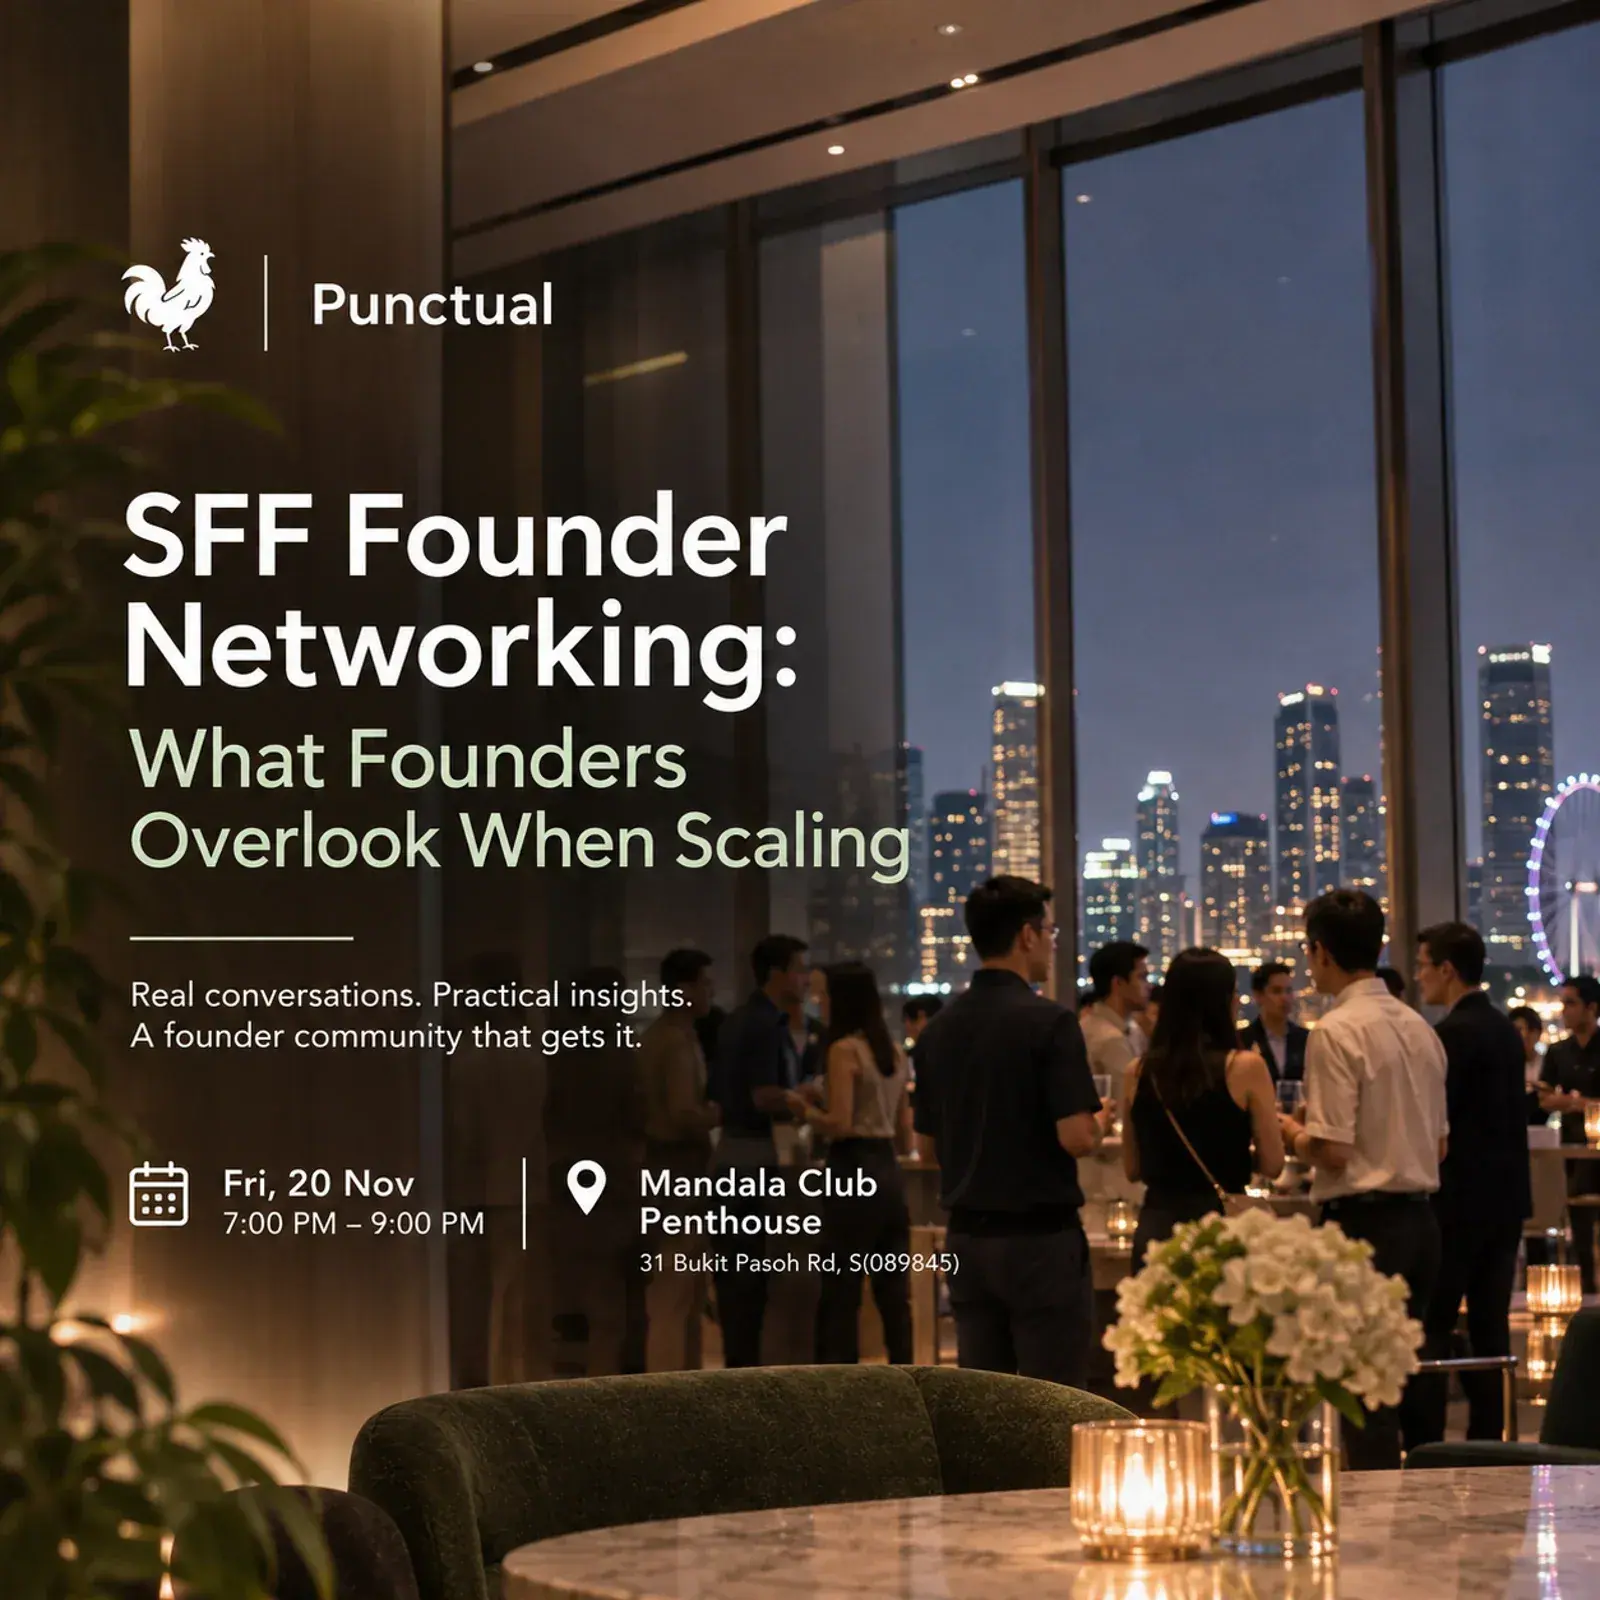 Punctual
SFF Founder
Networking:
What Founders
Overlook When Scaling
Real conversations. Practical insights.
A founder community that gets it.
Fri, 20 Nov
7:00 PM – 9:00 PM
Mandala Club
Penthouse
31 Bukit Pasoh Rd, S(089845)